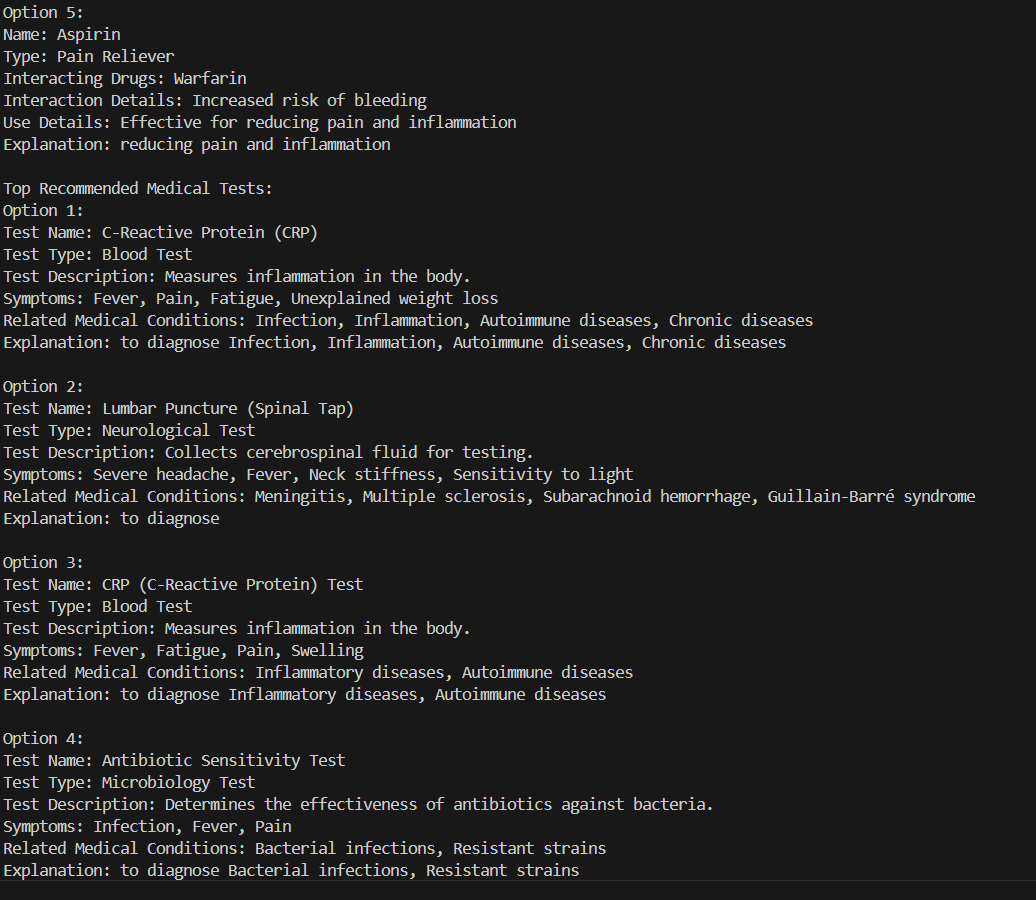 Option 5:
Name: Aspirin
Type: Pain Reliever
Interacting Drugs: Warfarin
Interaction Details: Increased risk of bleeding
Use Details: Effective for reducing pain and inflammation
Explanation: reducing pain and inflammation
Top Recommended Medical Tests:
Option 1:
Test Name: C-Reactive Protein (CRP)
Test Type: Blood Test
Test Description: Measures inflammation in the body.
Symptoms: Fever, Pain, Fatigue, Unexplained weight loss
Related Medical Conditions: Infection, Inflammation, Autoimmune diseases, Chronic diseases
Explanation: to diagnose Infection, Inflammation, Autoimmune diseases, Chronic diseases
Option 2:
Test Name: Lumbar Puncture (Spinal Tap)
Test Type: Neurological Test
Test Description: Collects cerebrospinal fluid for testing.
Symptoms: Severe headache, Fever, Neck stiffness, Sensitivity to light
Related Medical Conditions: Meningitis, Multiple sclerosis, Subarachnoid hemorrhage, Guillain-Barré syndrome
Explanation: to diagnose
Option 3:
Test Name: CRP (C-Reactive Protein) Test
Test Type: Blood Test
Test Description: Measures inflammation in the body.
Symptoms: Fever, Fatigue, Pain, Swelling
Related Medical Conditions: Inflammatory diseases, Autoimmune diseases
Explanation: to diagnose Inflammatory diseases, Autoimmune diseases
Option 4:
Test Name: Antibiotic Sensitivity Test
Test Type: Microbiology Test
Test Description: Determines the effectiveness of antibiotics against bacteria.
Symptoms: Infection, Fever, Pain
Related Medical Conditions: Bacterial infections, Resistant strains
Explanation: to diagnose Bacterial infections, Resistant strains